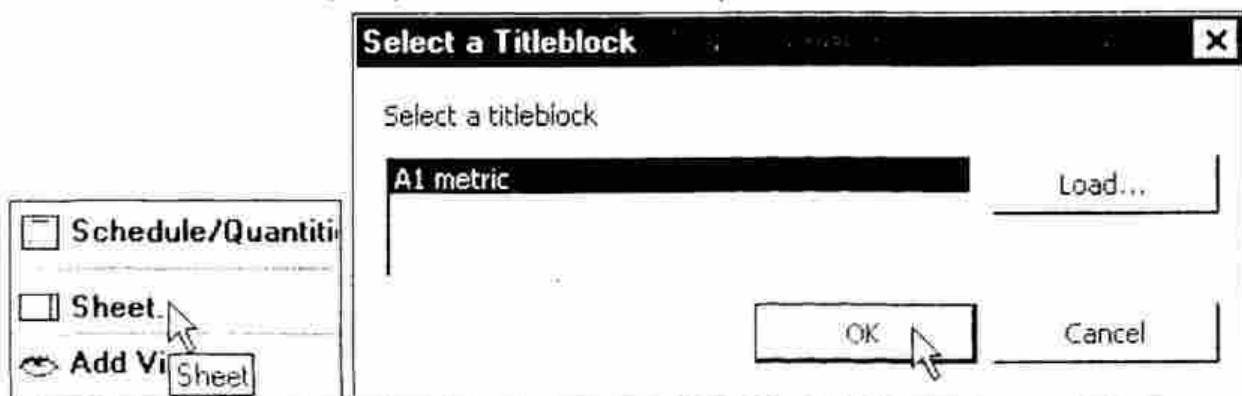 Select a Titleblock
Select a titleblock
A1 metric
Load...
OK
Cancel
Schedule/Quantiti
Sheet.
Add Vi
Sheet